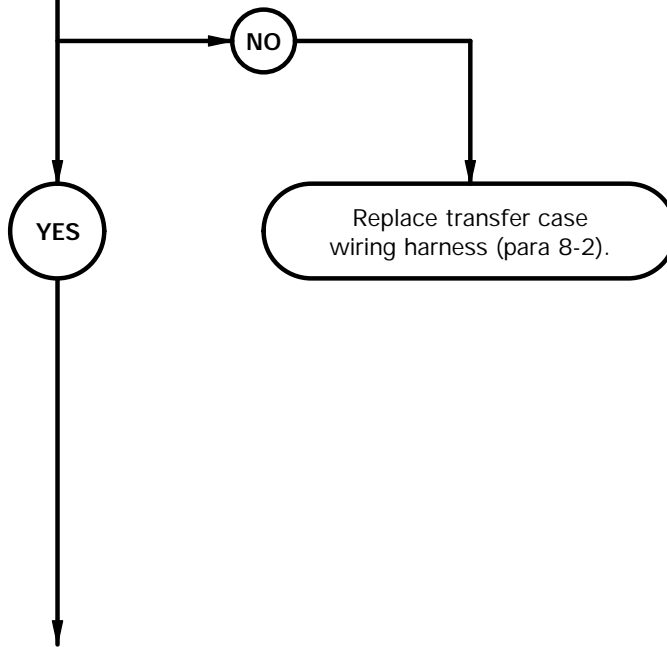 NO
YES
Replace transfer case
wiring harness (para 8-2).